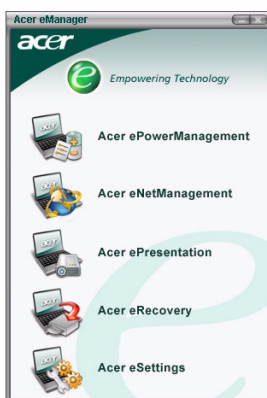 Acer eManager
acer
e Empowering Technology
Acer ePowerManagement
Acer eNetManagement
Acer ePresentation
Acer eRecovery
Acer eSettings